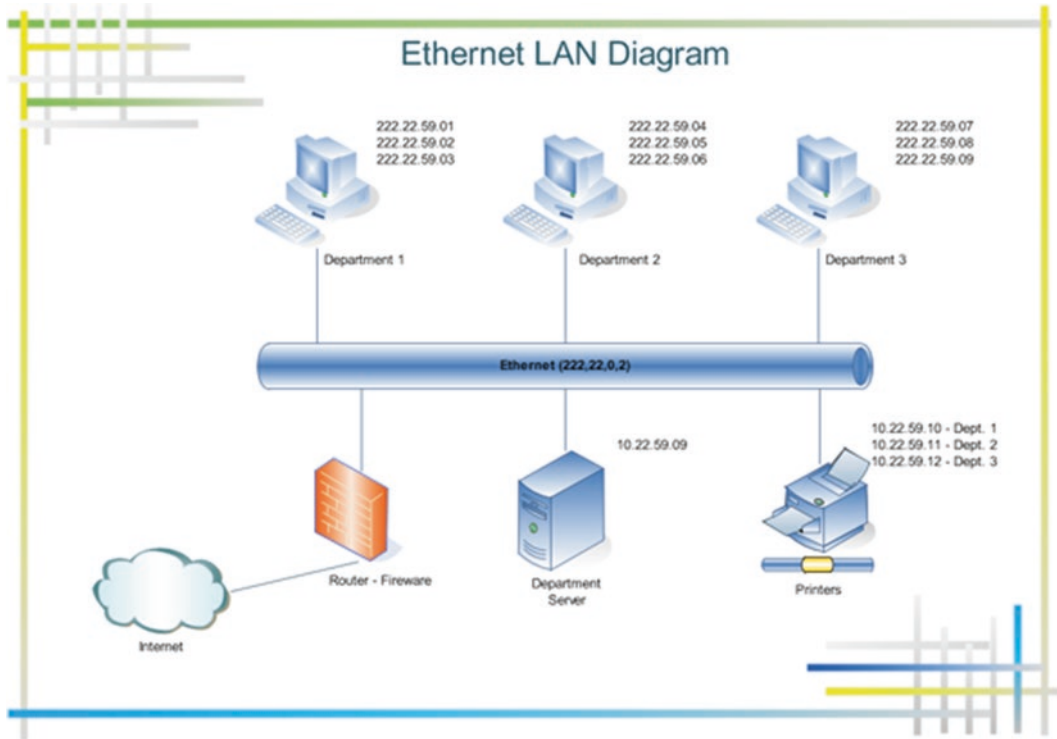 Ethernet LAN Diagram
222.22.59.01
222.22.59.02
222.22.59.03
222.22.59.04
222.22.59.05
222.22.59.06
222.22.59.07
222.22.59.08
222.22.59.09
Department 1
Department 2
Department 3
Ethernet (222,22,0,2)
10.22.59.09
10.22.59.10 - Dept. 1
10.22.59.11 - Dept. 2
10.22.59.12 - Dept. 3
Router - Fireware
Department
Server
Printers
Internet